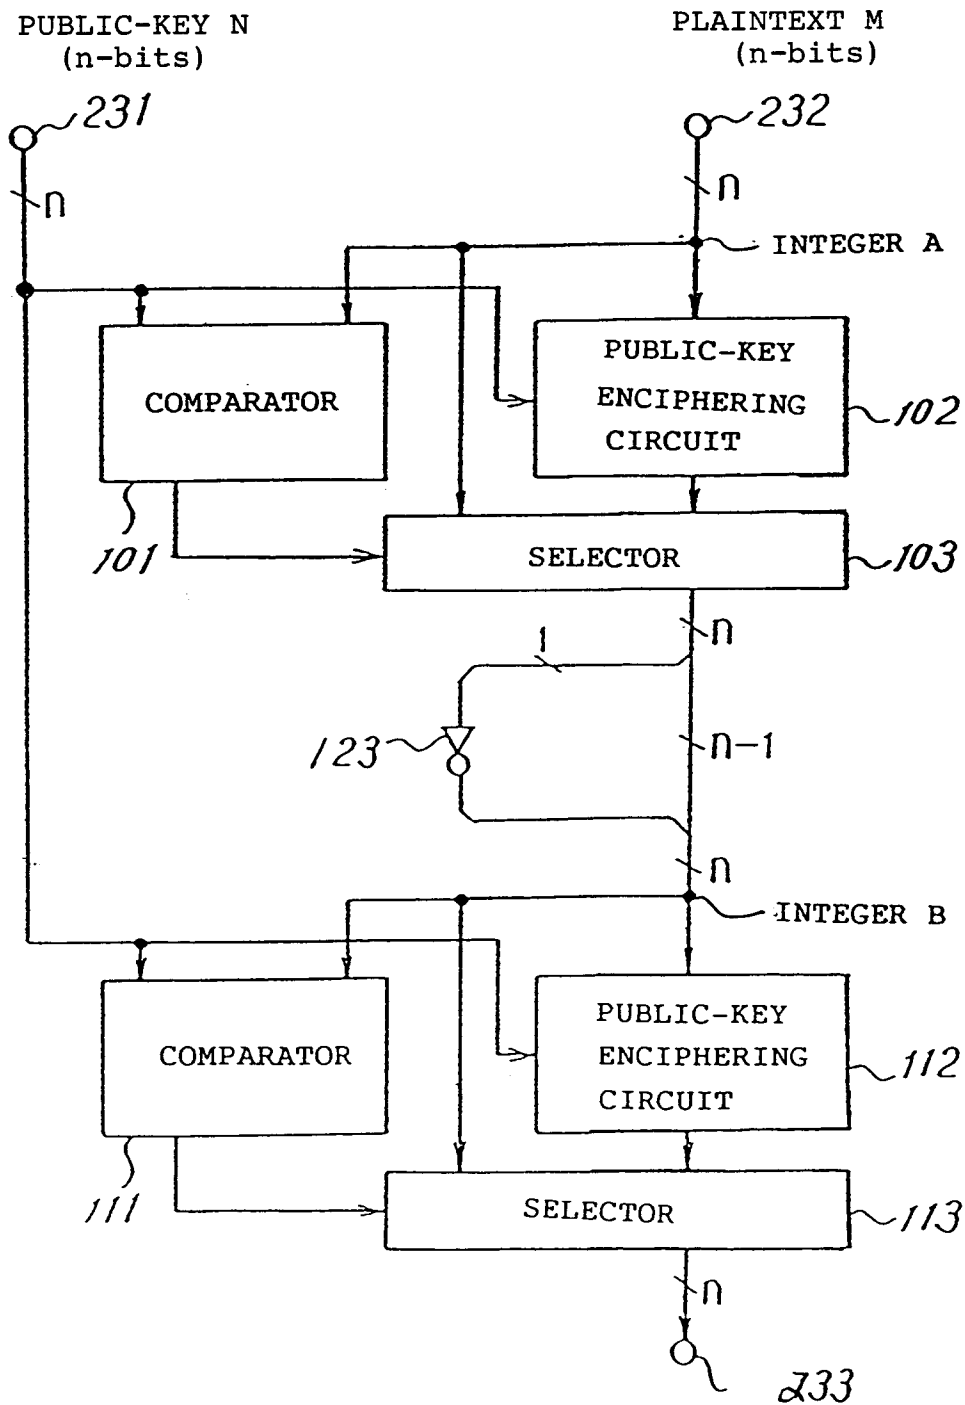 PUBLIC-KEY N
(n-bits)
PLAINTEXT M
(n-bits)
231
232
n
n
INTEGER A
COMPARATOR
PUBLIC-KEY
ENCIPHERING
CIRCUIT
102
101
SELECTOR
103
n
1
123
n-1
n
INTEGER B
COMPARATOR
PUBLIC-KEY
ENCIPHERING
CIRCUIT
112
111
SELECTOR
113
n
233